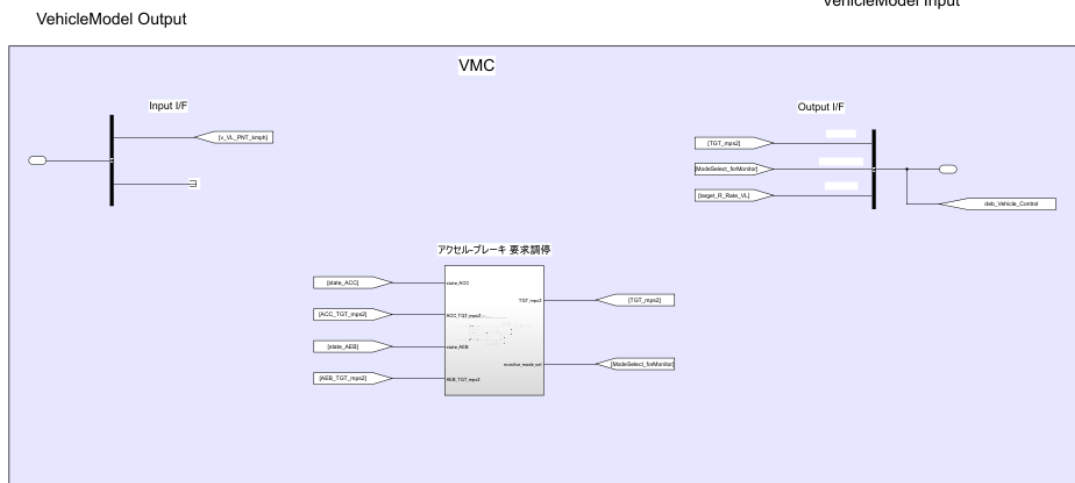 VehicleModel Input
VehicleModel Output
VMC
Input I/F
Output I/F
[v_VL_PNT_kmph]
[TGT_mps2]
[ModeSelect_forMonitor]
[target_R_Rate_VL]
deb_Vehicle_Control
アクセル-ブレーキ 要求調停
[state_ACC]
state_ACC
TGT_mps2
[TGT_mps2]
[ACC_TGT_mps2]
ACC_TGT_mps2
[state_AEB]
state_AEB
monitor_mode_sel
[ModeSelect_forMonitor]
[AEB_TGT_mps2]
AEB_TGT_mps2